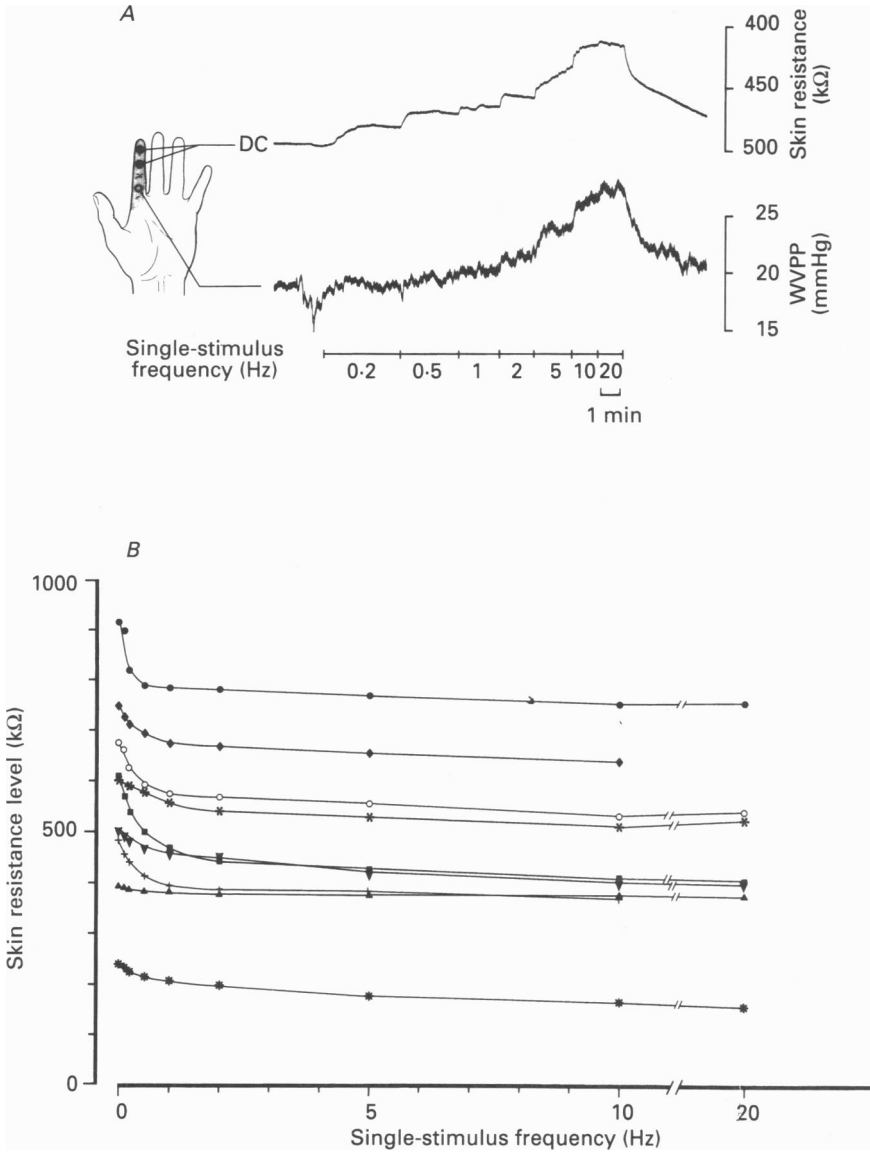 A
400
450
500
Skin resistance
(kΩ)
DC
25
20
15
WVPP
(mmHg)
Single-stimulus
frequency (Hz)
0·2 0·5 1 2 5 10 20
1 min
B
1000
500
0
Skin resistance level (kΩ)
0 5 10 20
Single-stimulus frequency (Hz)